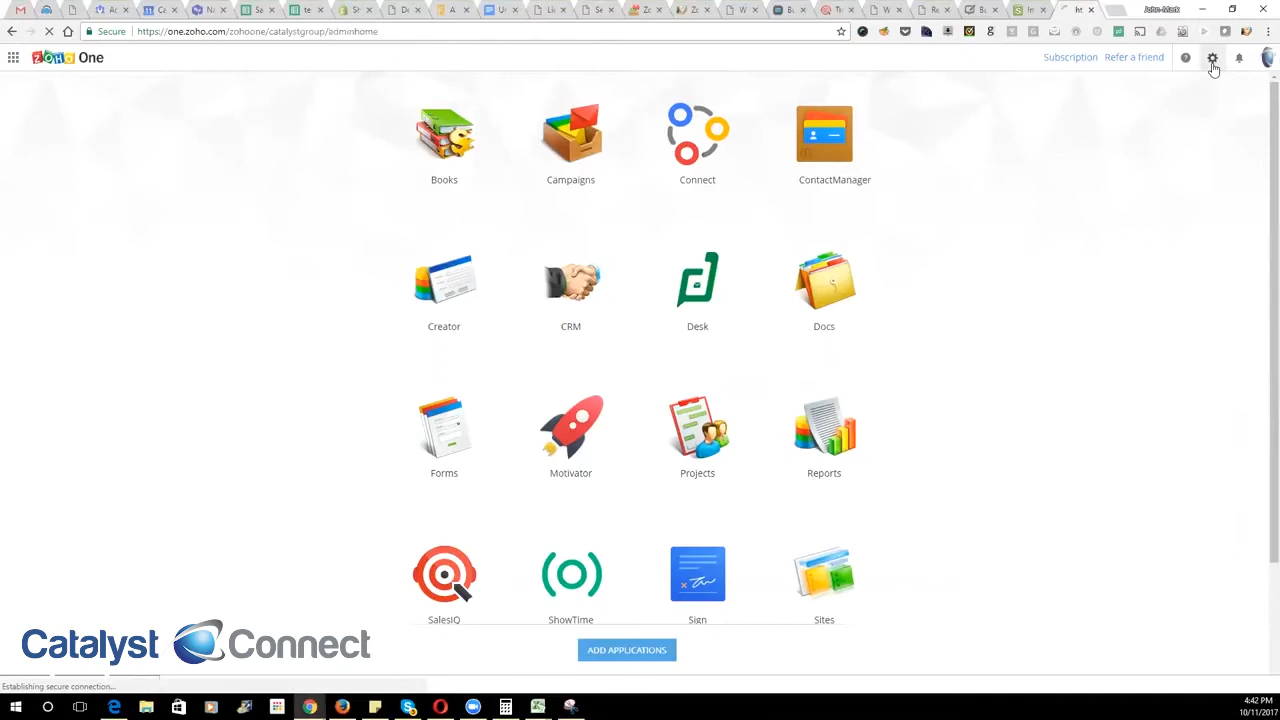 John-Mark
Secure
https://one.zoho.com/zohoone/catalystgroup/adminhome
ZOHO One
Subscription
Refer a friend
Books
Campaigns
Connect
ContactManager
Creator
CRM
Desk
Docs
Forms
Motivator
Projects
Reports
SalesIQ
ShowTime
Sign
Sites
ADD APPLICATIONS
Catalyst Connect
Establishing secure connection...
4:42 PM
10/11/2017